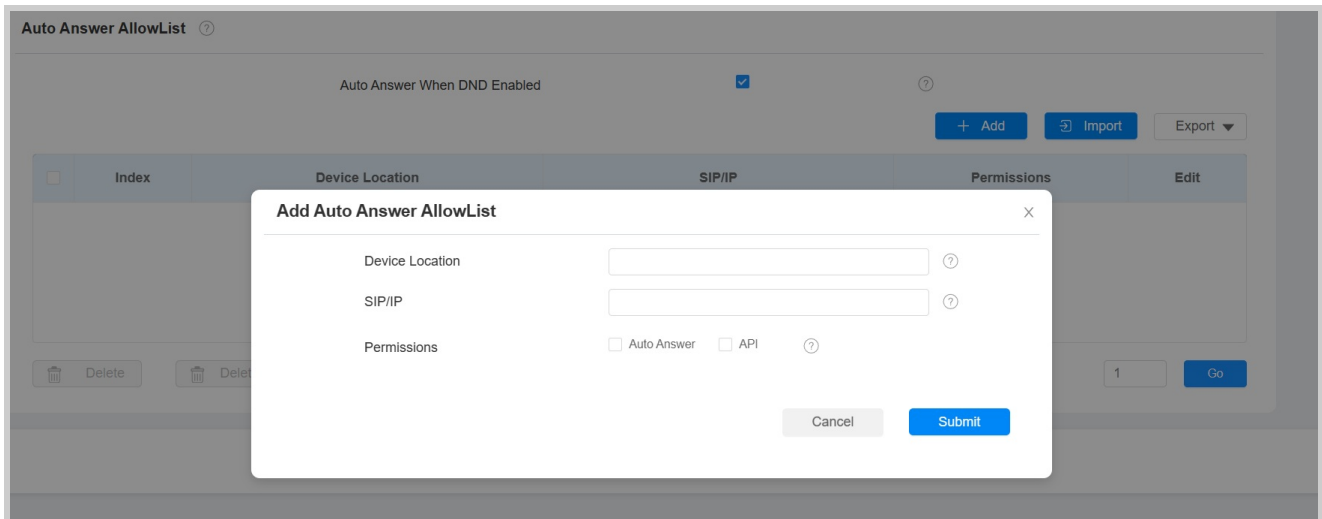 Auto Answer AllowList ?
Auto Answer When DND Enabled ?
+ Add Import Export
Index Device Location SIP/IP Permissions Edit
Add Auto Answer AllowList X
Device Location ?
SIP/IP ?
Permissions Auto Answer API ?
Delete Delet 1 Go
Cancel Submit